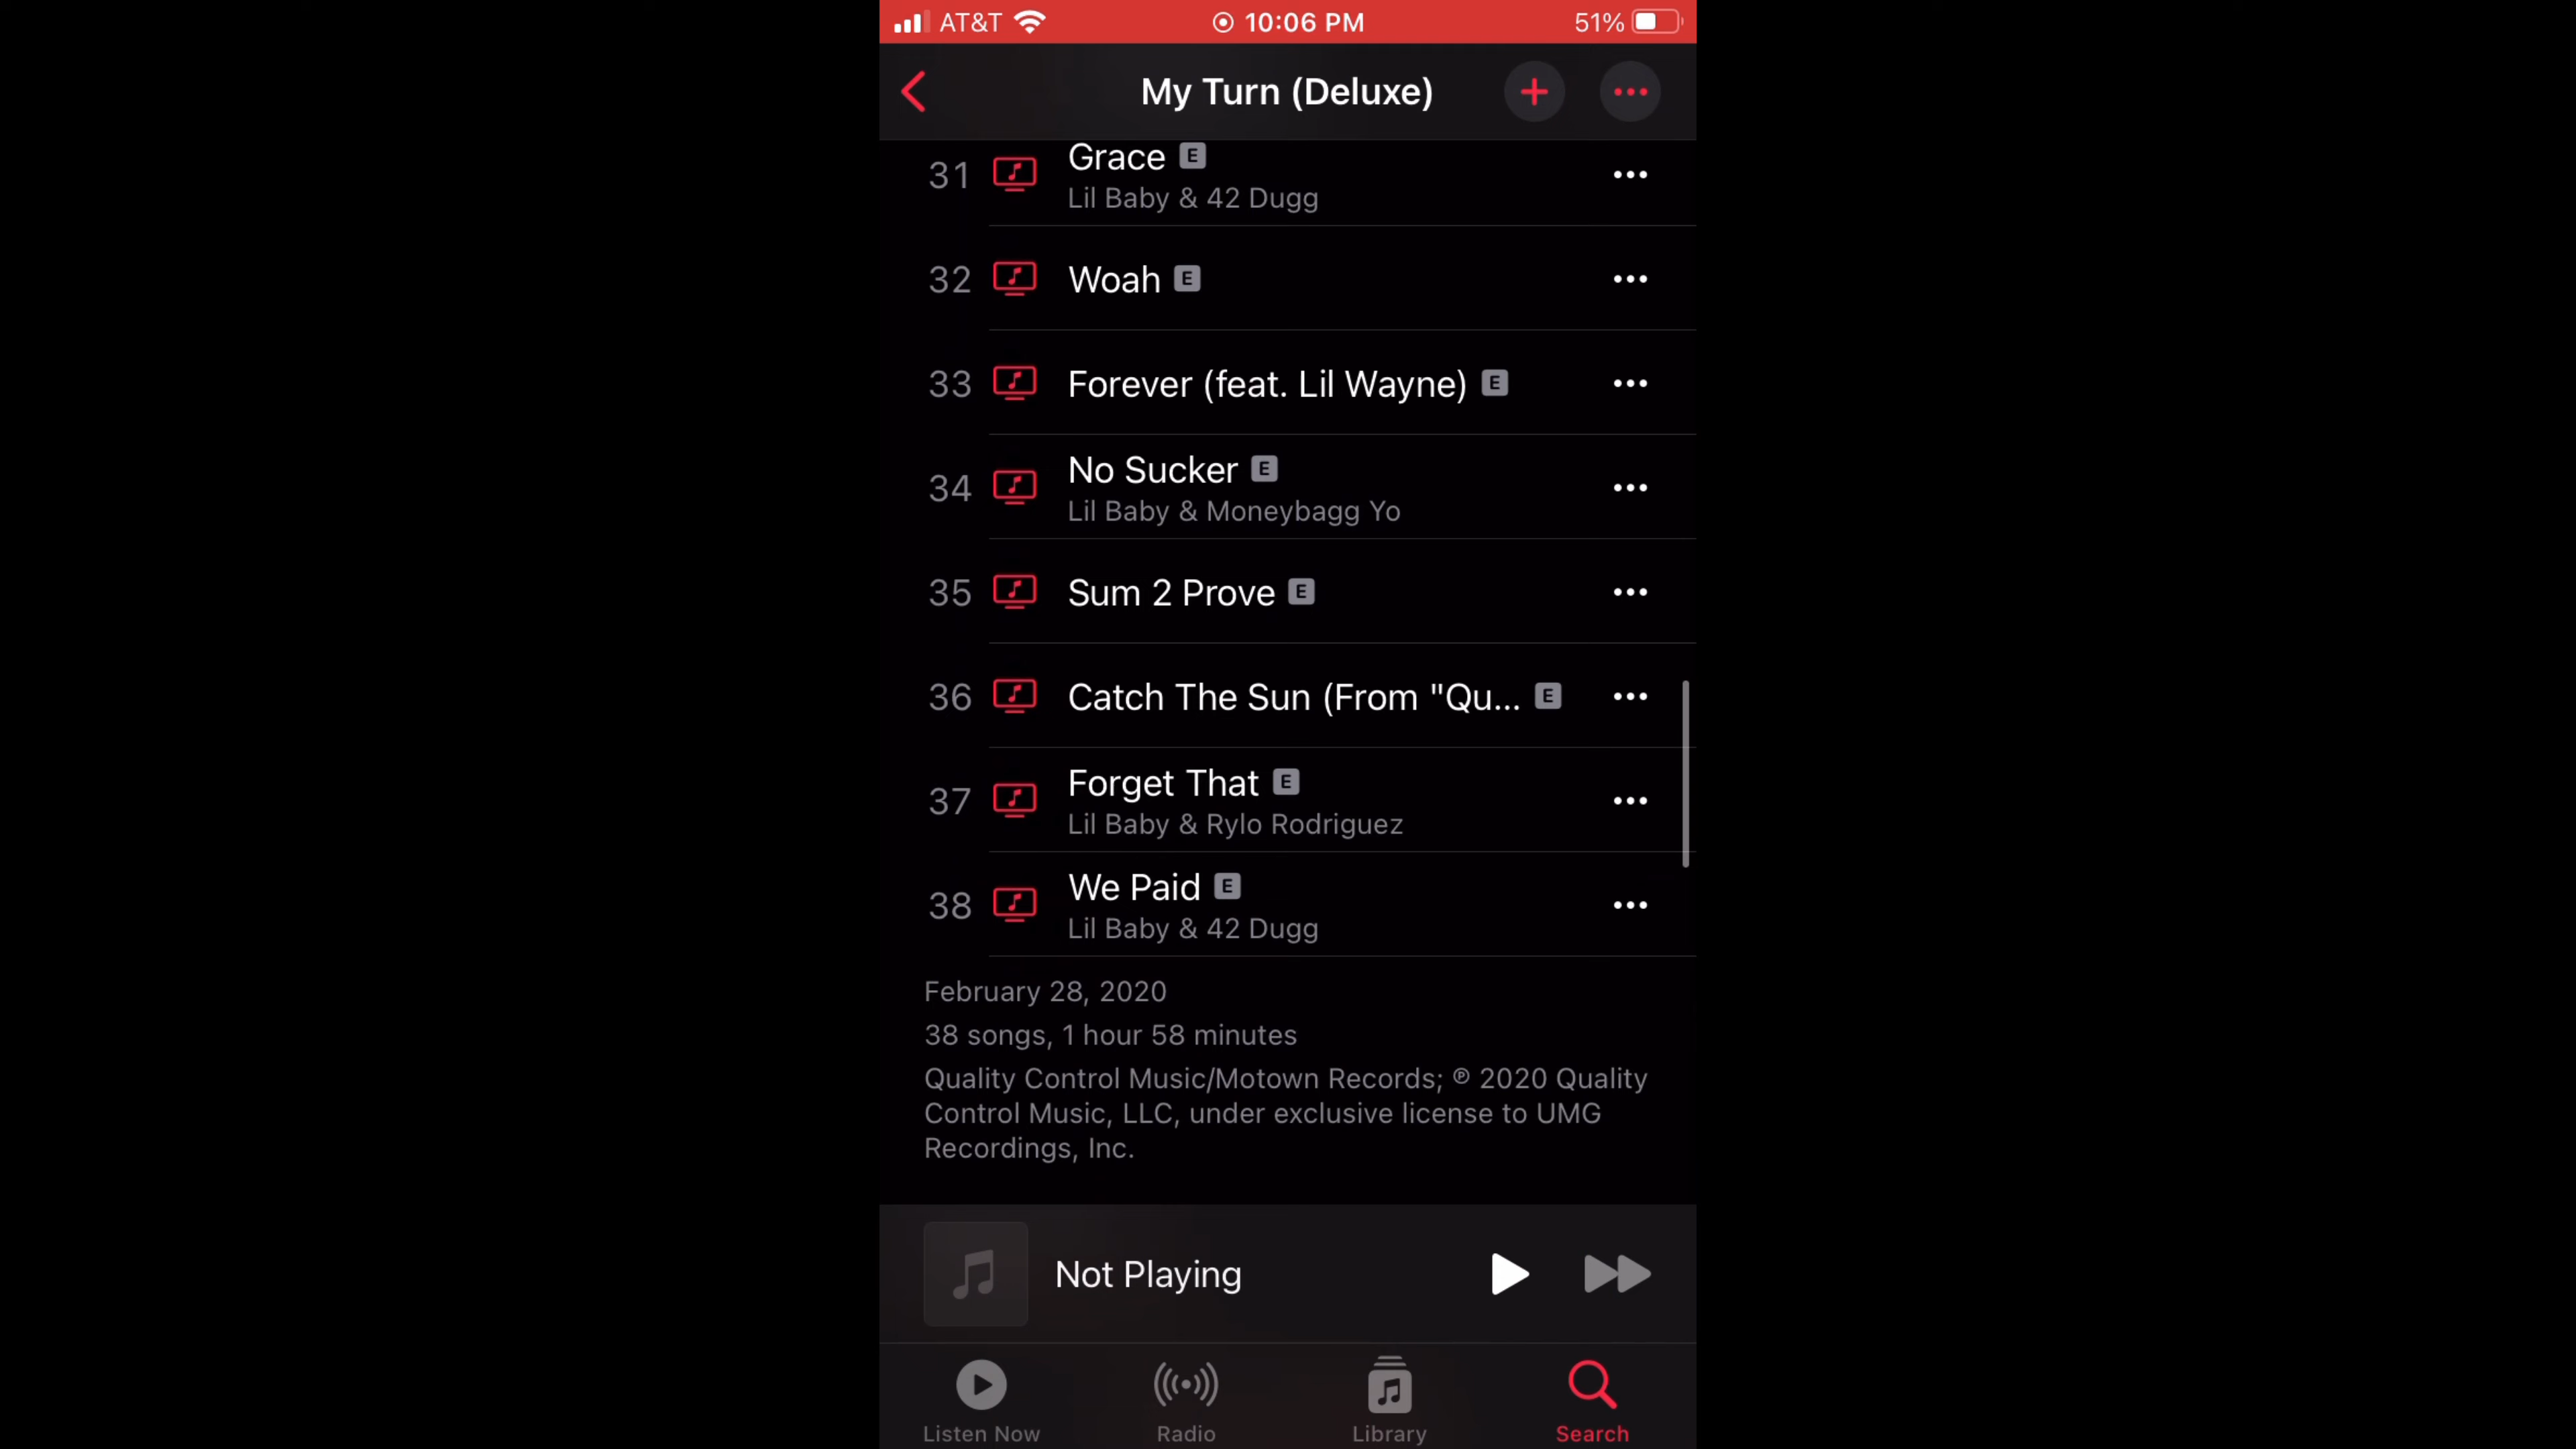 AT&T 10:06 PM 51%
My Turn (Deluxe)
31 Grace E
Lil Baby & 42 Dugg
32 Woah E
33 Forever (feat. Lil Wayne) E
34 No Sucker E
Lil Baby & Moneybagg Yo
35 Sum 2 Prove E
36 Catch The Sun (From "Qu... E
37 Forget That E
Lil Baby & Rylo Rodriguez
38 We Paid E
Lil Baby & 42 Dugg
February 28, 2020
38 songs, 1 hour 58 minutes
Quality Control Music/Motown Records; ℗ 2020 Quality
Control Music, LLC, under exclusive license to UMG
Recordings, Inc.
Not Playing
Listen Now Radio Library Search